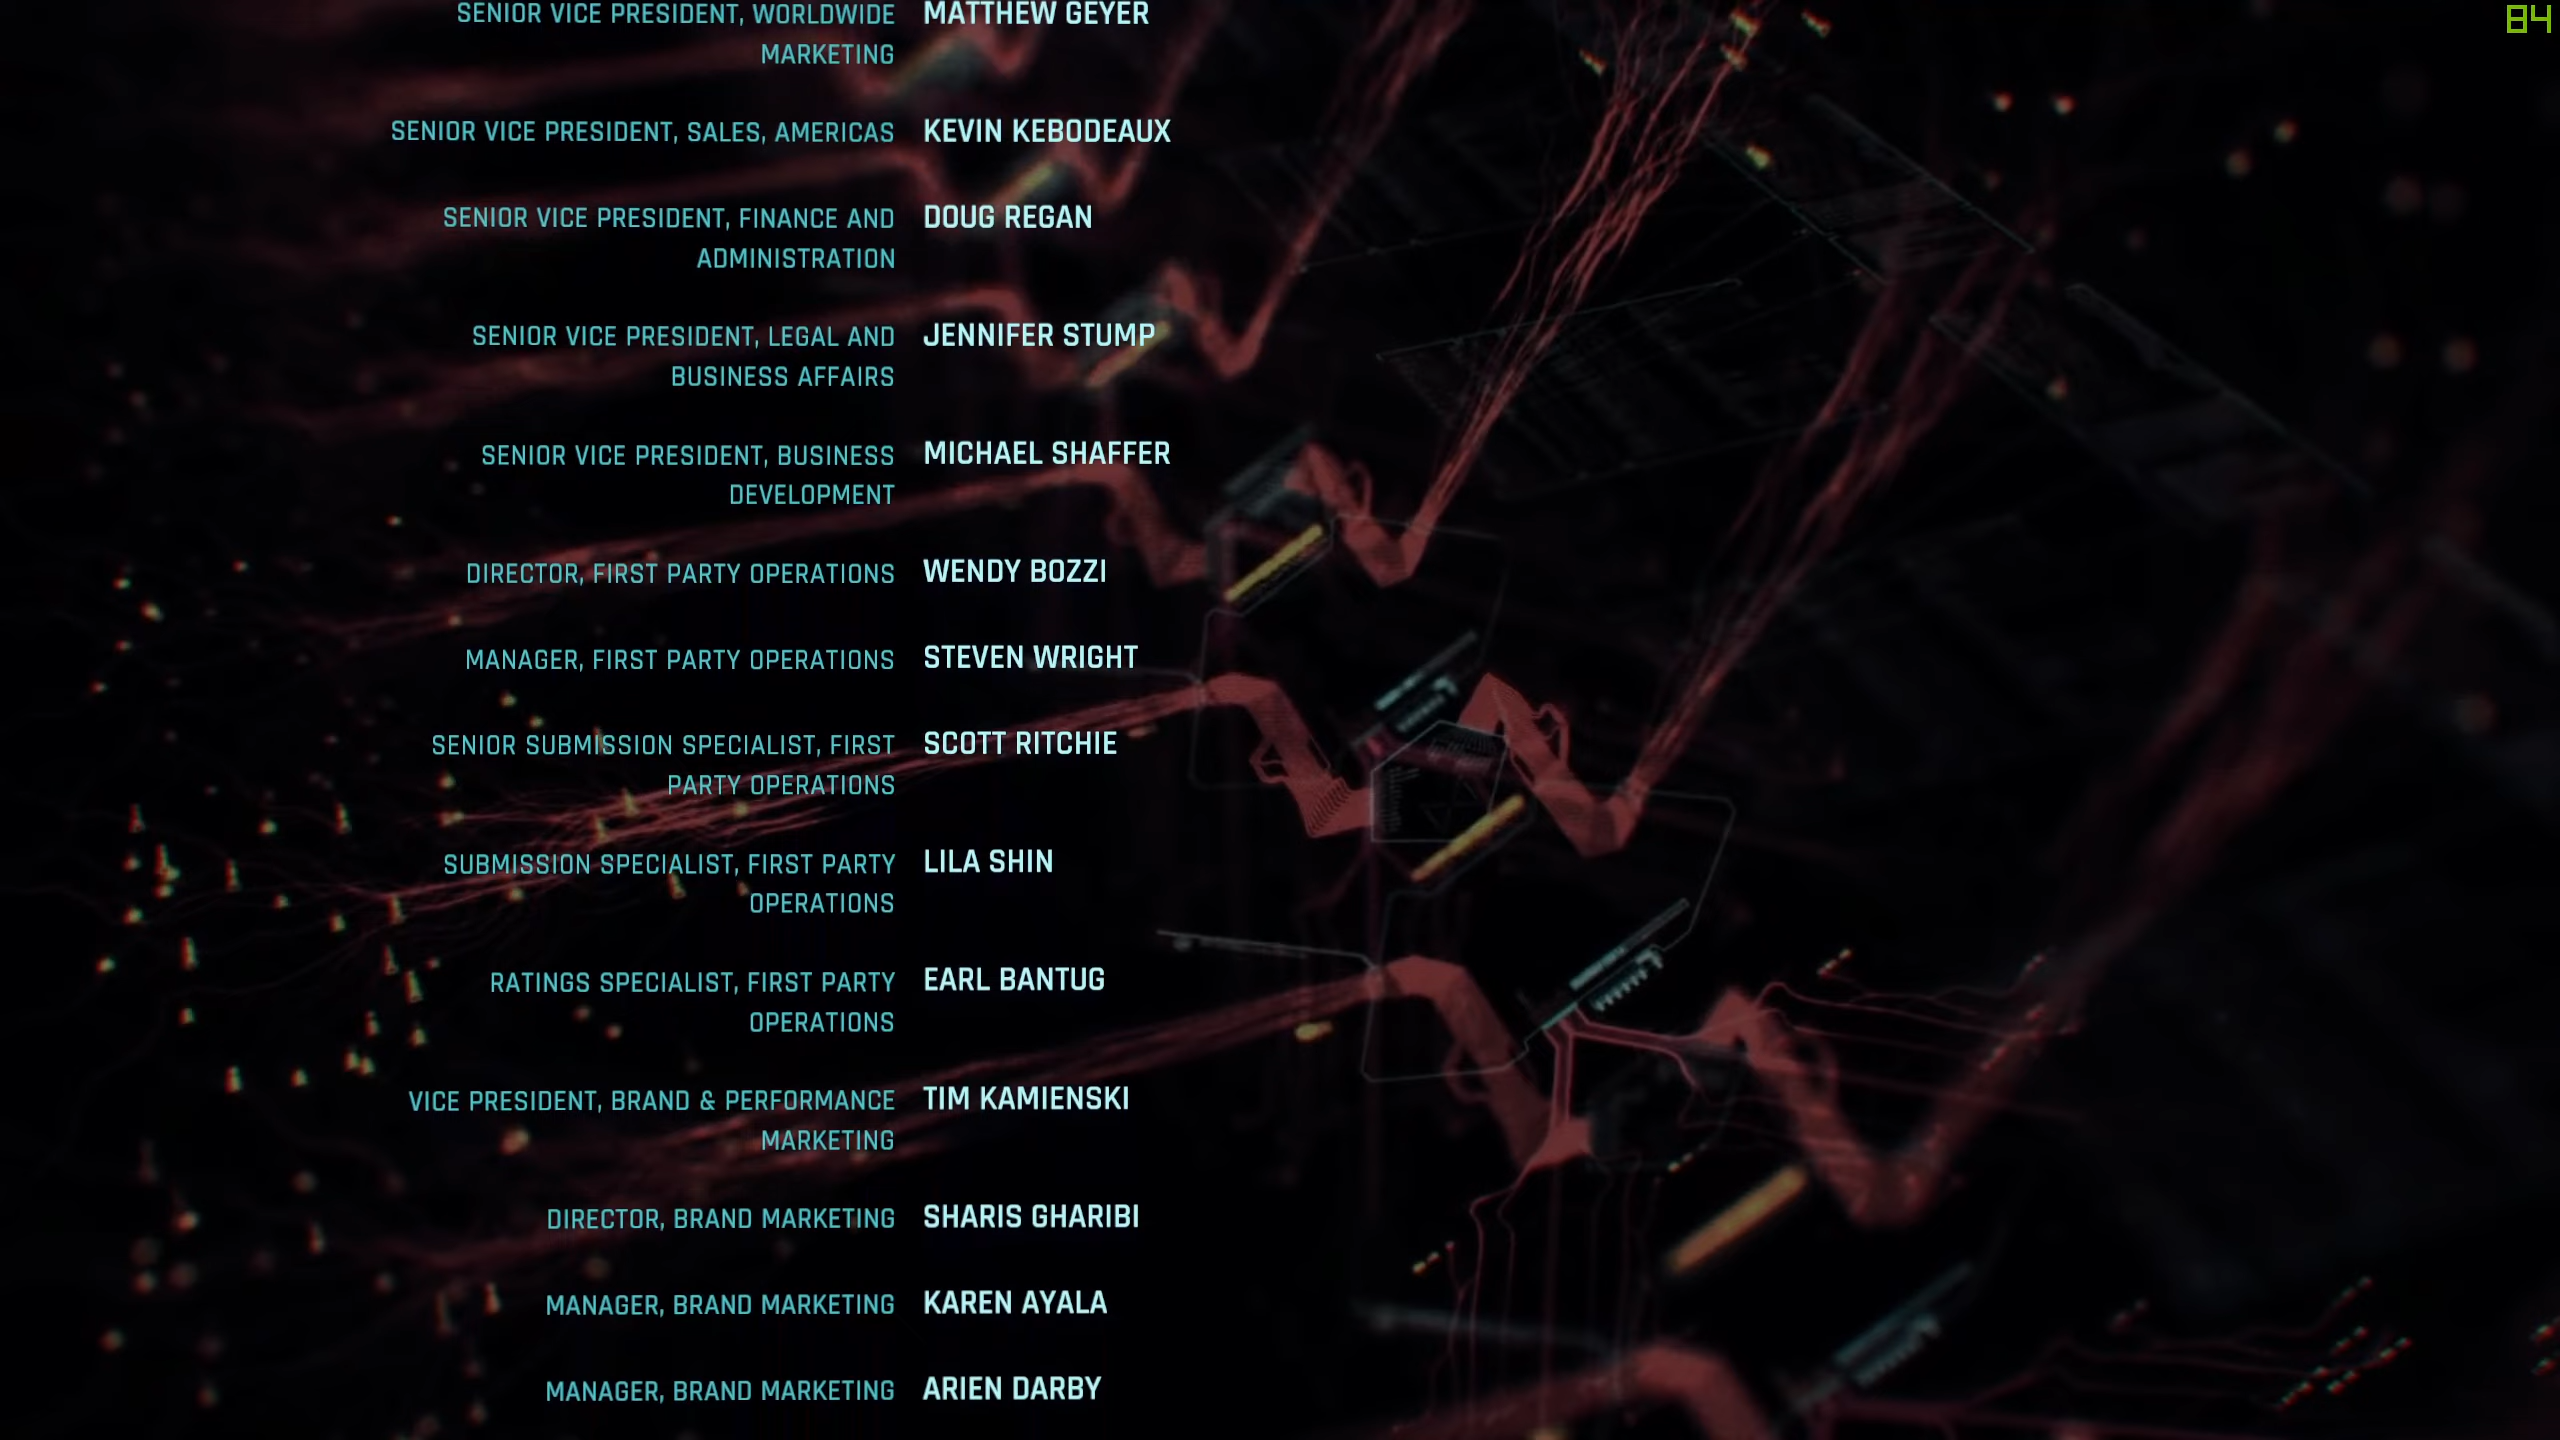 SENIOR VICE PRESIDENT, WORLDWIDE MATTHEW GEYER
MARKETING
SENIOR VICE PRESIDENT, SALES, AMERICAS KEVIN KEBODEAUX
SENIOR VICE PRESIDENT, FINANCE AND DOUG REGAN
ADMINISTRATION
SENIOR VICE PRESIDENT, LEGAL AND JENNIFER STUMP
BUSINESS AFFAIRS
SENIOR VICE PRESIDENT, BUSINESS MICHAEL SHAFFER
DEVELOPMENT
DIRECTOR, FIRST PARTY OPERATIONS WENDY BOZZI
MANAGER, FIRST PARTY OPERATIONS STEVEN WRIGHT
SENIOR SUBMISSION SPECIALIST, FIRST SCOTT RITCHIE
PARTY OPERATIONS
SUBMISSION SPECIALIST, FIRST PARTY LILA SHIN
OPERATIONS
RATINGS SPECIALIST, FIRST PARTY EARL BANTUG
OPERATIONS
VICE PRESIDENT, BRAND & PERFORMANCE TIM KAMIENSKI
MARKETING
DIRECTOR, BRAND MARKETING SHARIS GHARIBI
MANAGER, BRAND MARKETING KAREN AYALA
MANAGER, BRAND MARKETING ARIEN DARBY
84